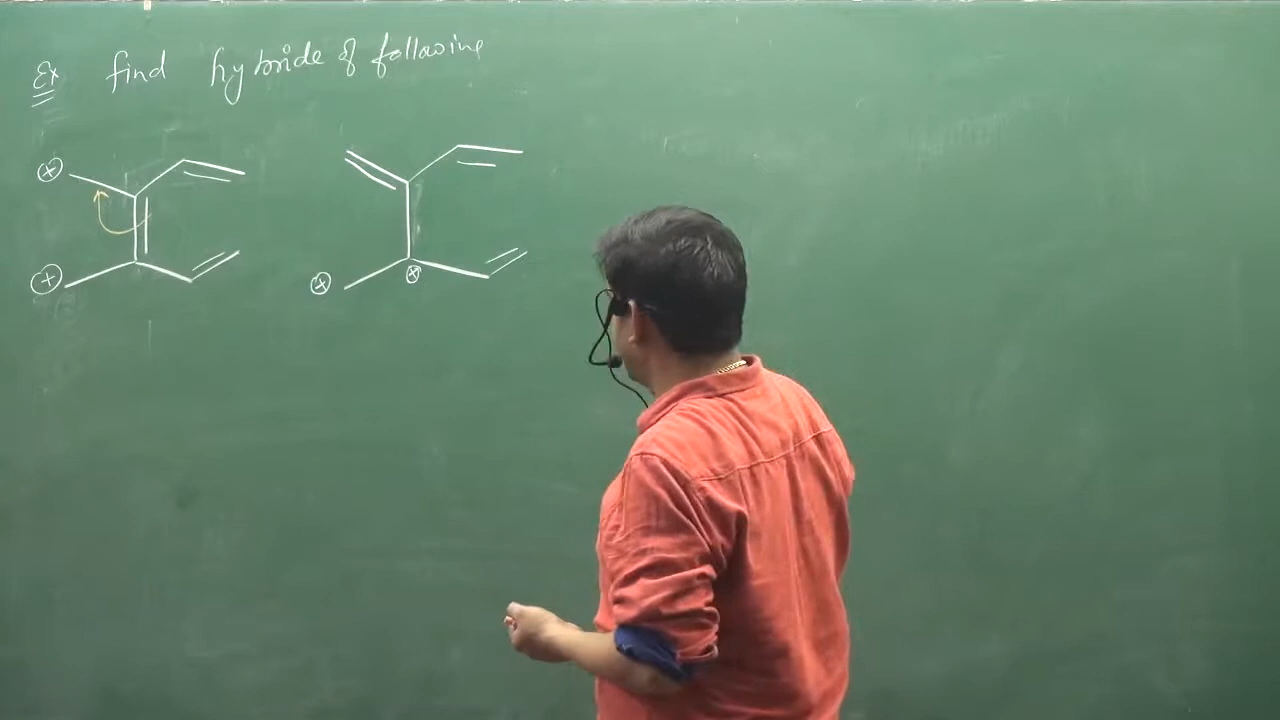 Ex find hybride of following
⊕
⊕
⊕ ⊕